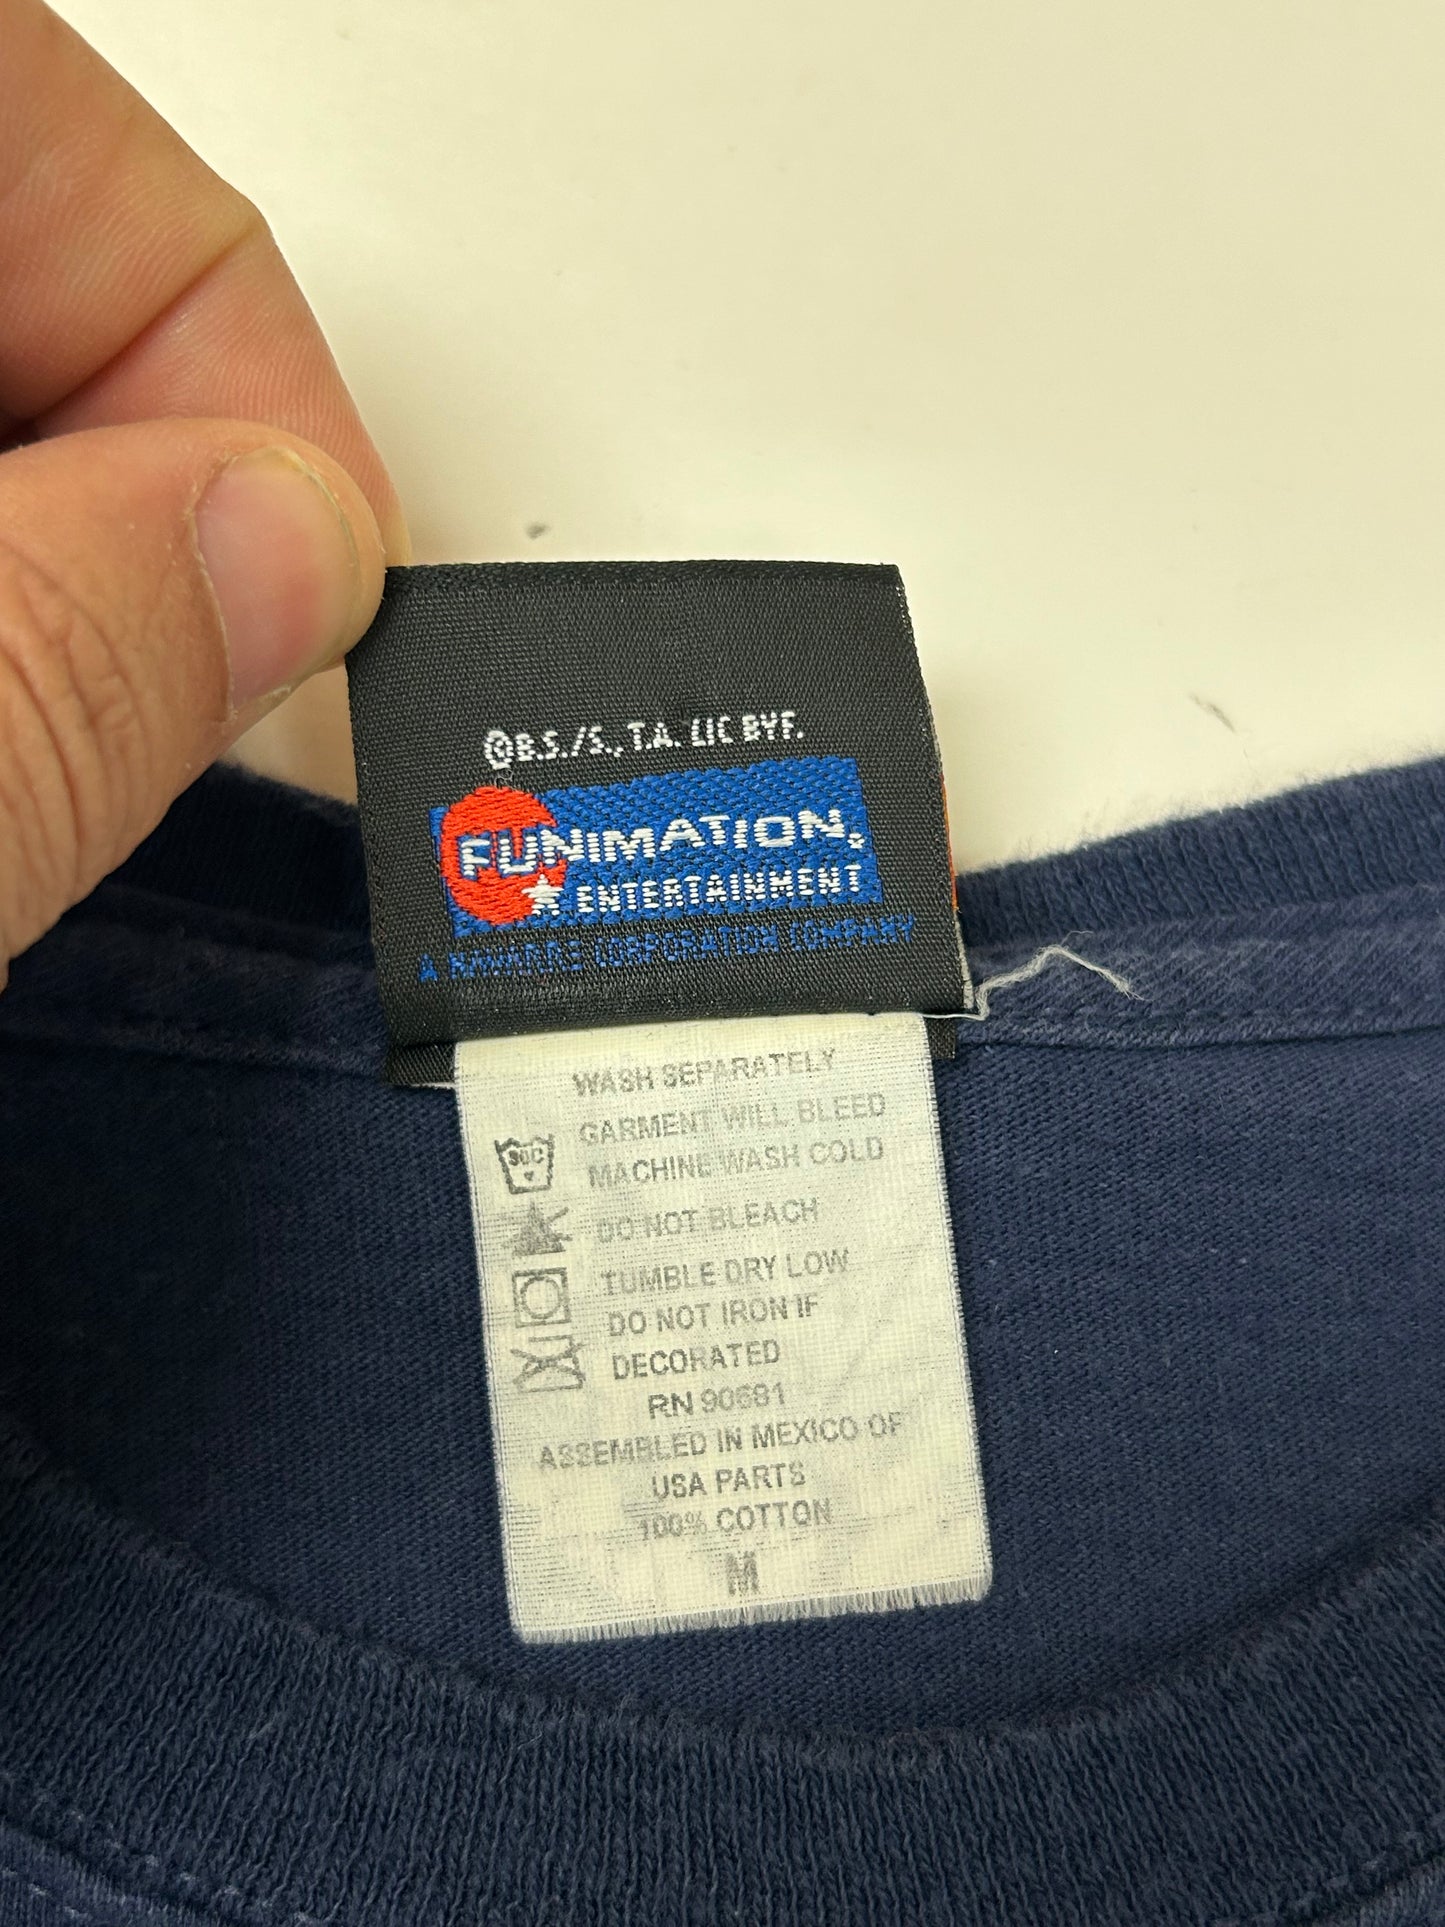 ©B.S./S., T.A. LIC BYF.
FUNIMATION,
ENTERTAINMENT
A NAVARRE CORPORATION COMPANY
WASH SEPARATELY
GARMENT WILL BLEED
30C MACHINE WASH COLD
DO NOT BLEACH
TUMBLE DRY LOW
DO NOT IRON IF
DECORATED
RN 90681
ASSEMBLED IN MEXICO OF
USA PARTS
100% COTTON
M